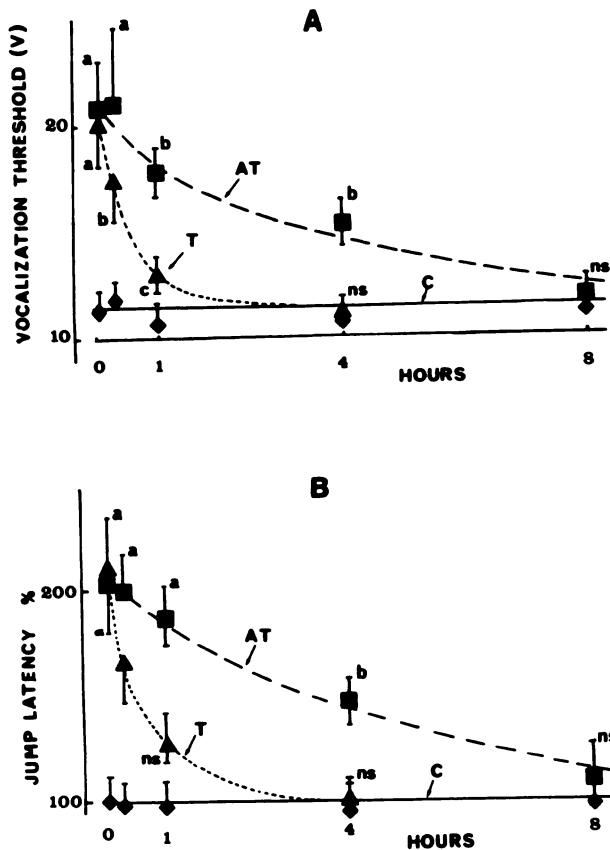 A
VOCALIZATION THRESHOLD (V)
20
10
a
a
a
b
b
c
b
ns
ns
AT
T
C
0 1 4 8
HOURS
B
JUMP LATENCY %
200
100
a
a
a
a
b
ns
ns
ns
AT
T
C
0 1 4 8
HOURS